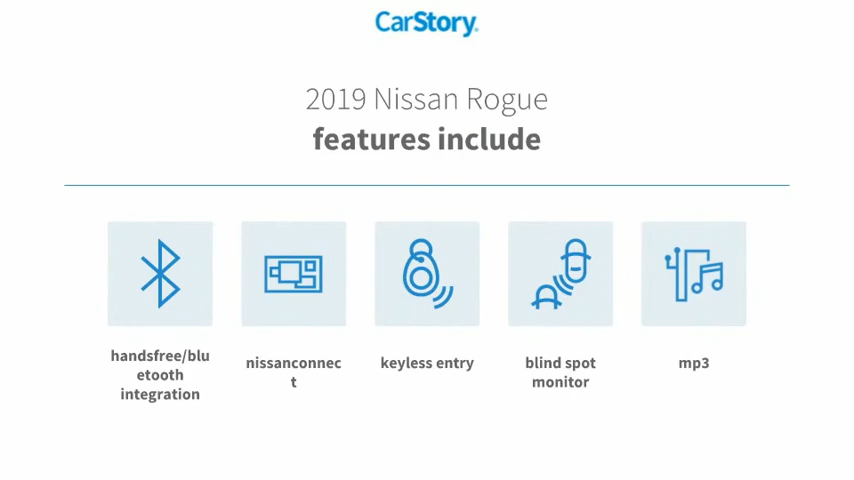 CarStory.
2019 Nissan Rogue
features include
handsfree/blu
etooth
integration
nissanconnec
t
keyless entry
blind spot
monitor
mp3